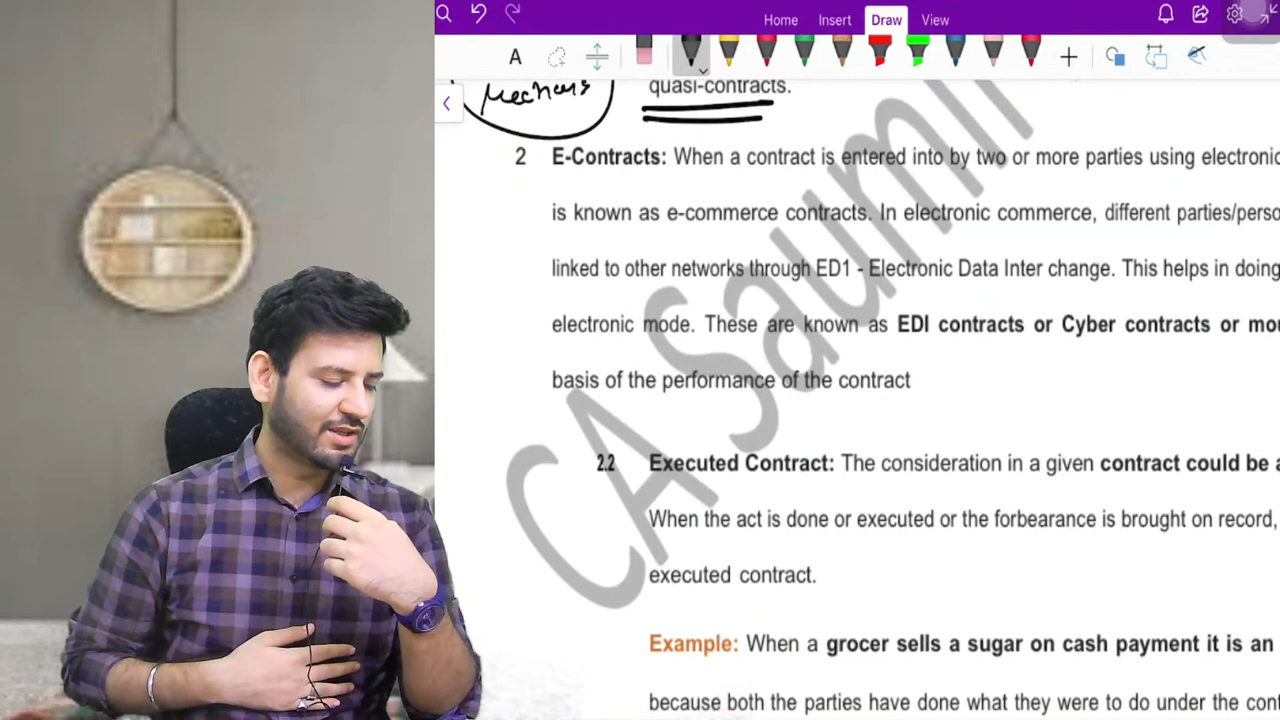 Home Insert Draw View
A
quasi-contracts.
2 E-Contracts: When a contract is entered into by two or more parties using electronic
is known as e-commerce contracts. In electronic commerce, different parties/perso
linked to other networks through ED1 - Electronic Data Inter change. This helps in doing
electronic mode. These are known as EDI contracts or Cyber contracts or mo
basis of the performance of the contract
2.2 Executed Contract: The consideration in a given contract could be a
When the act is done or executed or the forbearance is brought on record,
executed contract.
Example: When a grocer sells a sugar on cash payment it is an
because both the parties have done what they were to do under the cont
CA Saumil